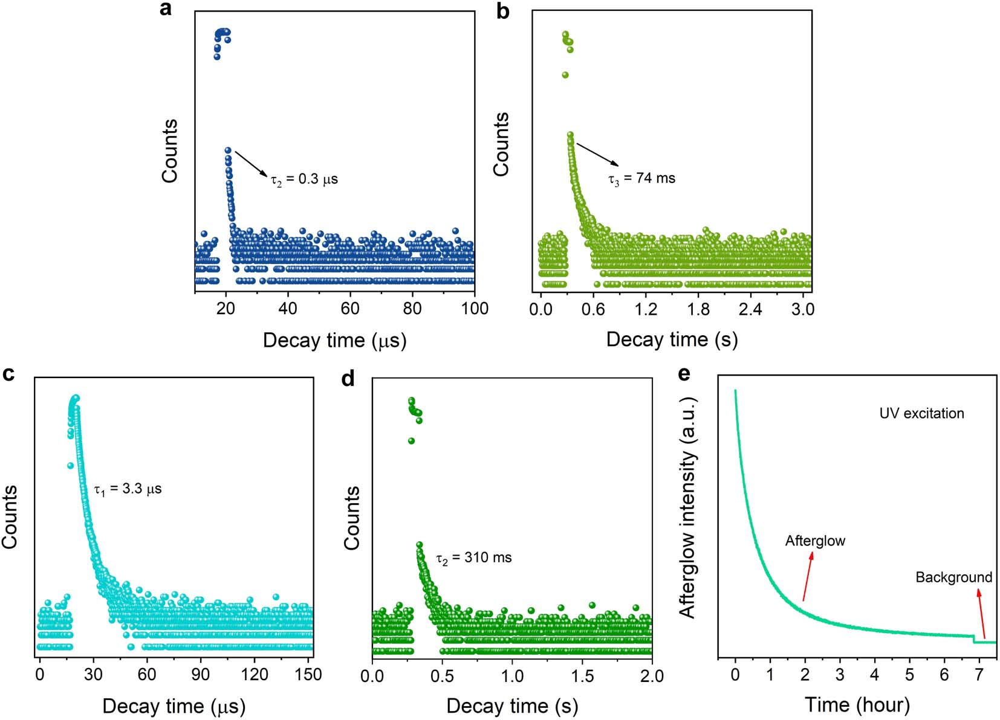 a
Counts
τ2 = 0.3 μs
20 40 60 80 100
Decay time (μs)
b
Counts
τ3 = 74 ms
0.0 0.6 1.2 1.8 2.4 3.0
Decay time (s)
c
Counts
τ1 = 3.3 μs
0 30 60 90 120 150
Decay time (μs)
d
Counts
τ2 = 310 ms
0.0 0.5 1.0 1.5 2.0
Decay time (s)
e
Afterglow intensity (a.u.)
UV excitation
Afterglow
Background
0 1 2 3 4 5 6 7
Time (hour)